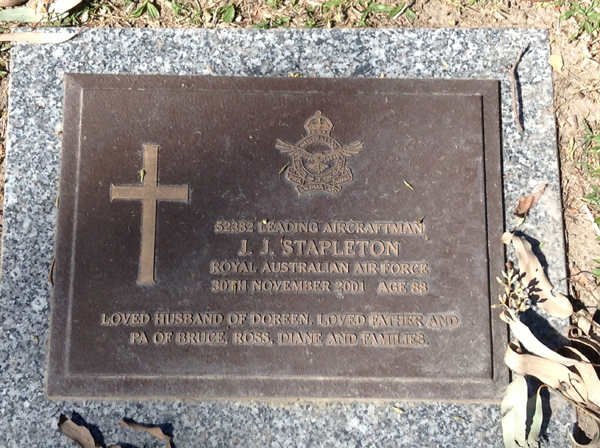 52382 LEADING AIRCRAFTMAN
J. J. STAPLETON
ROYAL AUSTRALIAN AIR FORCE
30TH NOVEMBER 2001 AGE 88
LOVED HUSBAND OF DOREEN, LOVED FATHER AND
PA OF BRUCE, ROSS, DIANE AND FAMILIES.